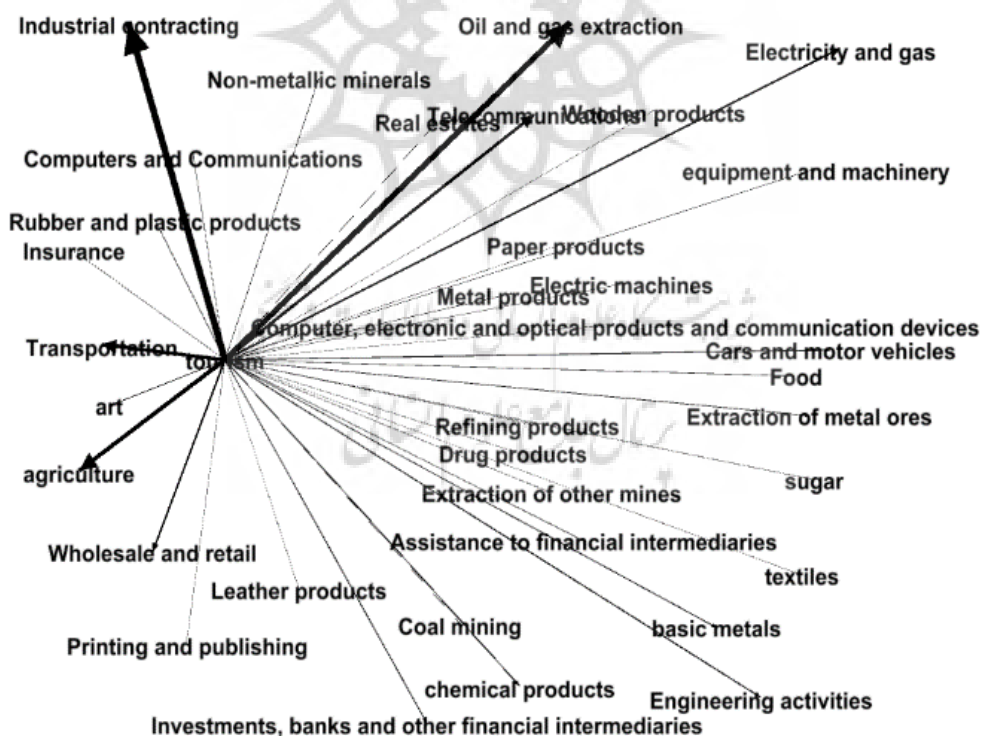 Industrial contracting
Oil and gas extraction
Electricity and gas
Non-metallic minerals
Telecommunications
Wooden products
Real estates
Computers and Communications
equipment and machinery
Rubber and plastic products
Insurance
Paper products
Electric machines
Metal products
Computer, electronic and optical products and communication devices
Transportation
Cars and motor vehicles
tourism
Food
art
Extraction of metal ores
Refining products
Drug products
agriculture
sugar
Extraction of other mines
Assistance to financial intermediaries
Wholesale and retail
textiles
Leather products
Coal mining
basic metals
Printing and publishing
chemical products
Engineering activities
Investments, banks and other financial intermediaries